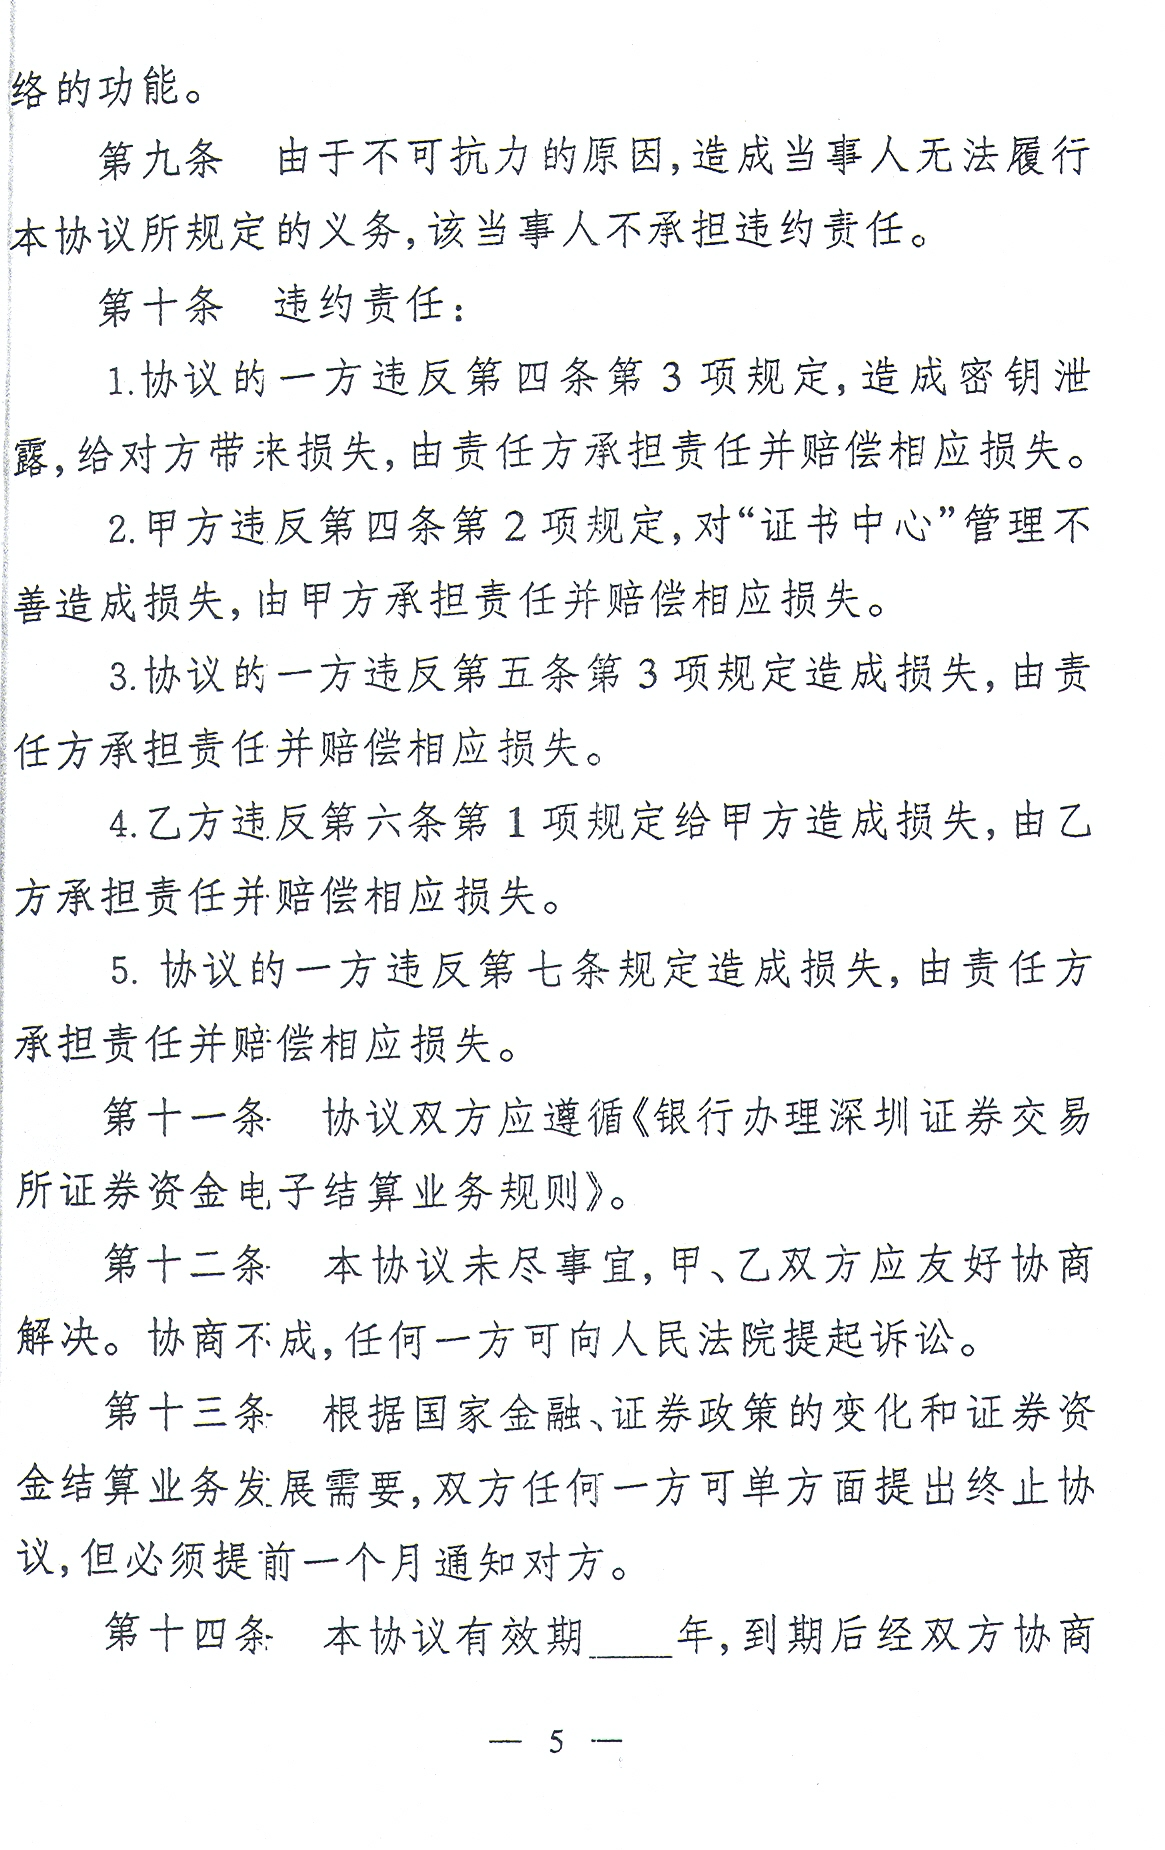 络的功能。
第九条　由于不可抗力的原因,造成当事人无法履行
本协议所规定的义务,该当事人不承担违约责任。
第十条　违约责任:
1.协议的一方违反第四条第3项规定,造成密钥泄
露,给对方带来损失,由责任方承担责任并赔偿相应损失。
2.甲方违反第四条第2项规定,对“证书中心”管理不
善造成损失,由甲方承担责任并赔偿相应损失。
3.协议的一方违反第五条第3项规定造成损失,由责
任方承担责任并赔偿相应损失。
4.乙方违反第六条第1项规定给甲方造成损失,由乙
方承担责任并赔偿相应损失。
5. 协议的一方违反第七条规定造成损失,由责任方
承担责任并赔偿相应损失。
第十一条　协议双方应遵循《银行办理深圳证券交易
所证券资金电子结算业务规则》。
第十二条　本协议未尽事宜,甲、乙双方应友好协商
解决。协商不成,任何一方可向人民法院提起诉讼。
第十三条　根据国家金融、证券政策的变化和证券资
金结算业务发展需要,双方任何一方可单方面提出终止协
议,但必须提前一个月通知对方。
第十四条　本协议有效期____年,到期后经双方协商
— 5 —